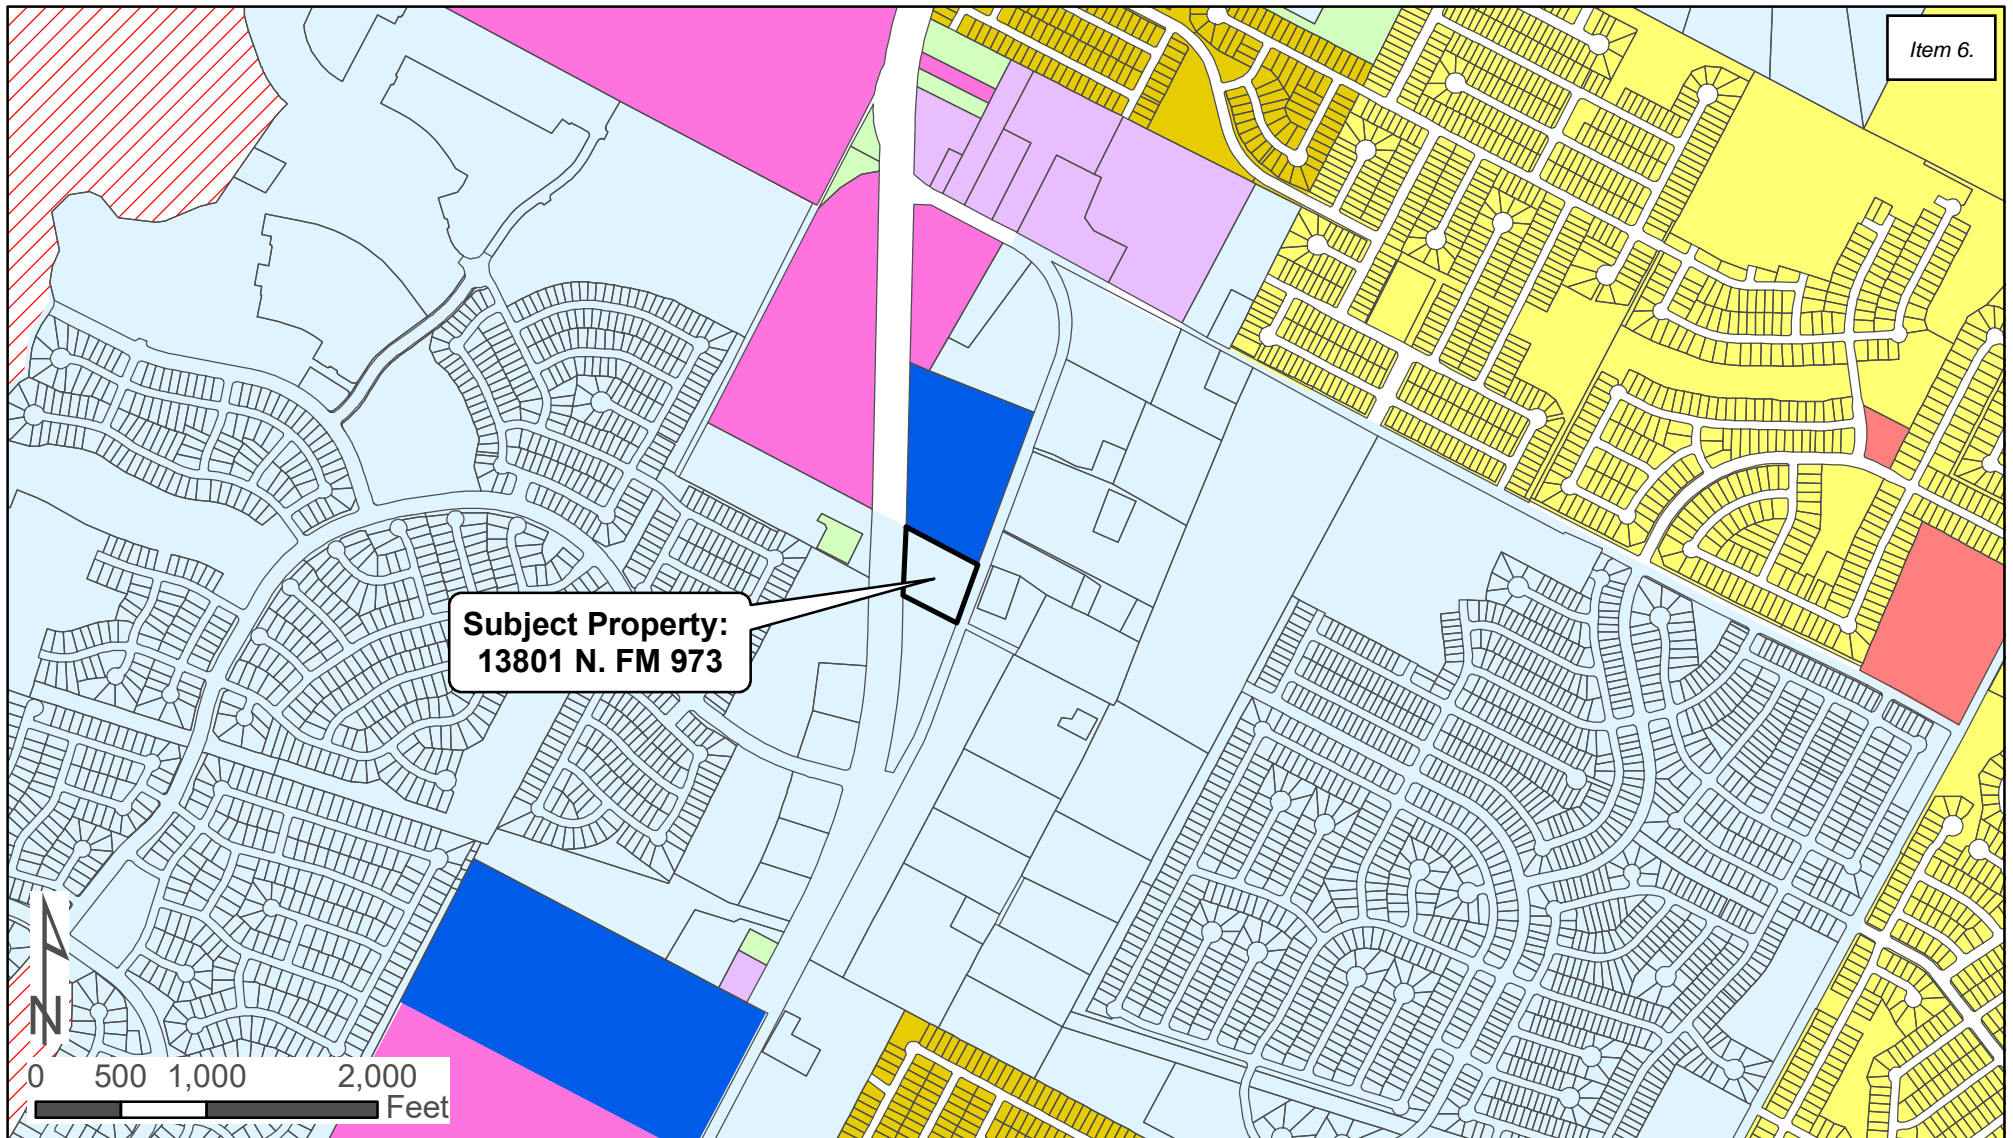 Item 6.
Subject Property:
13801 N. FM 973
N
0 500 1,000 2,000
Feet